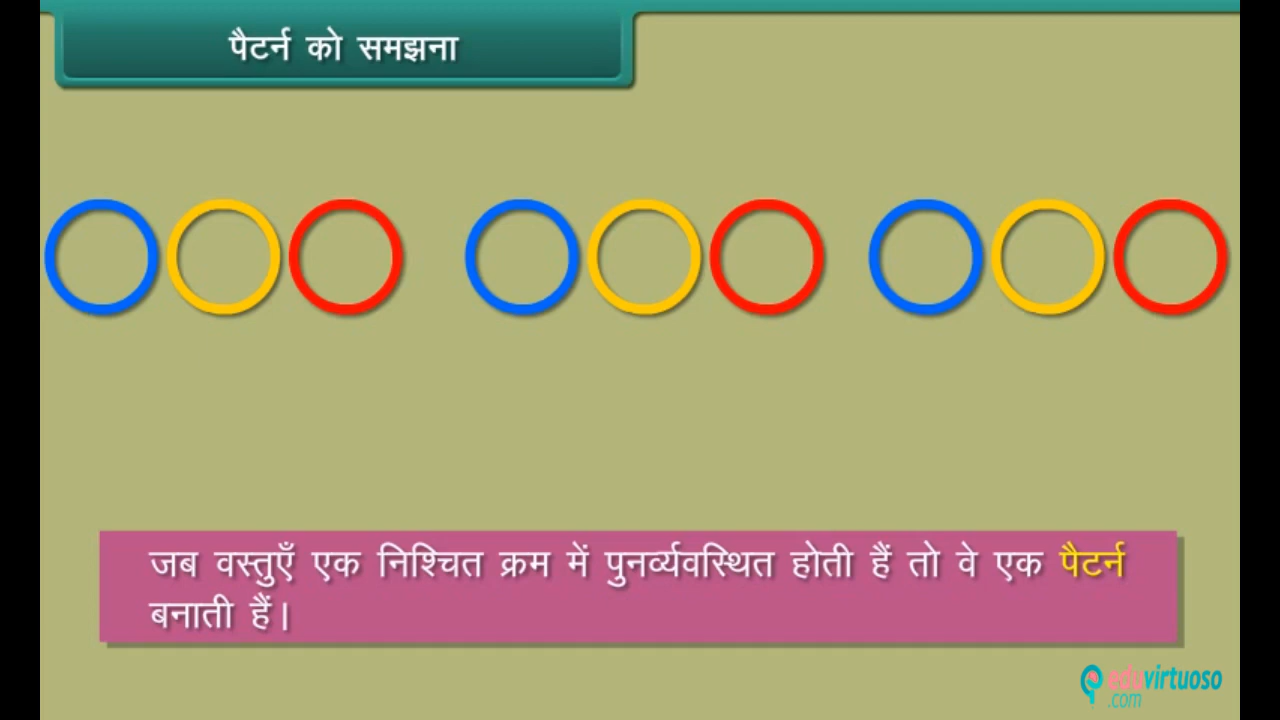 पैटर्न को समझना
जब वस्तुएँ एक निश्चित क्रम में पुनर्व्यवस्थित होती हैं तो वे एक पैटर्न
बनाती हैं।
eduvirtuoso
.com